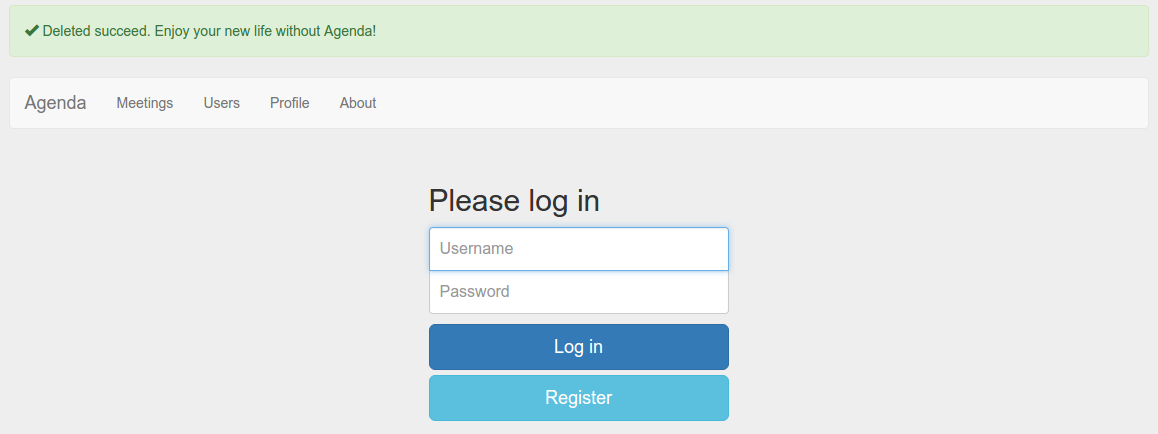 Deleted succeed. Enjoy your new life without Agenda!
Agenda Meetings Users Profile About
Please log in
Username
Password
Log in
Register